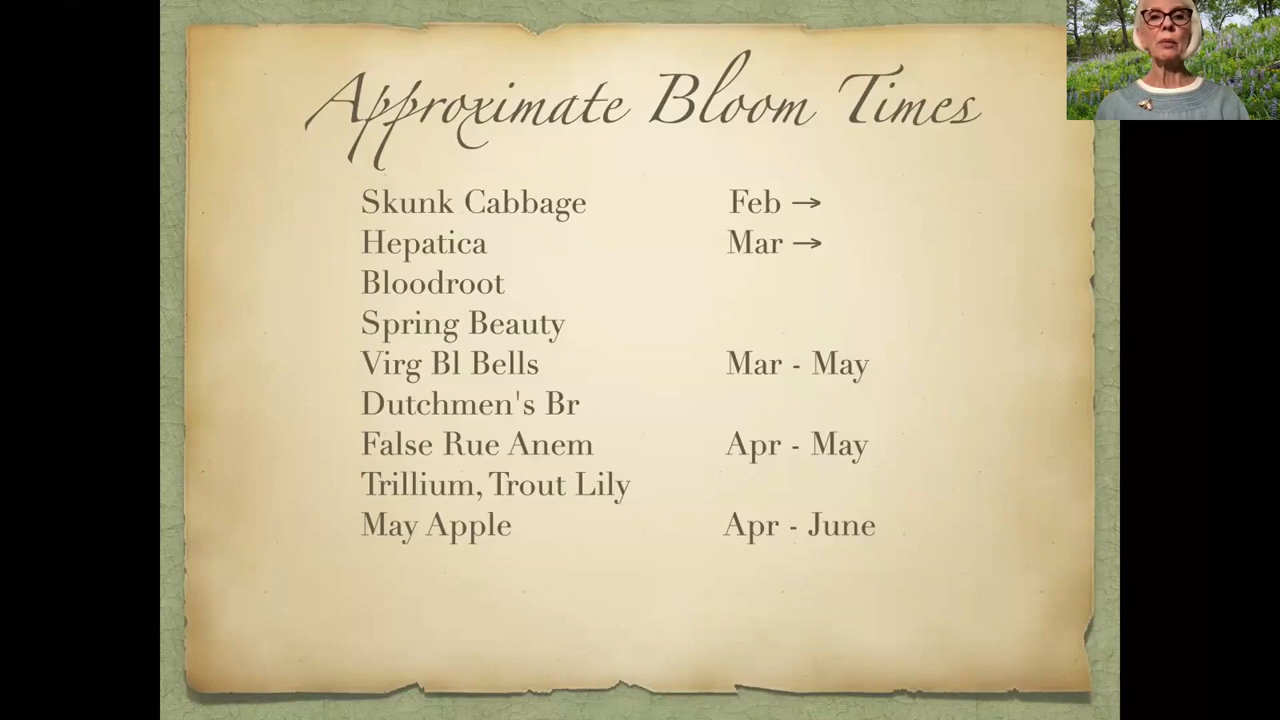 Approximate Bloom Times
Skunk Cabbage Feb →
Hepatica Mar →
Bloodroot
Spring Beauty
Virg Bl Bells Mar - May
Dutchmen's Br
False Rue Anem Apr - May
Trillium, Trout Lily
May Apple Apr - June